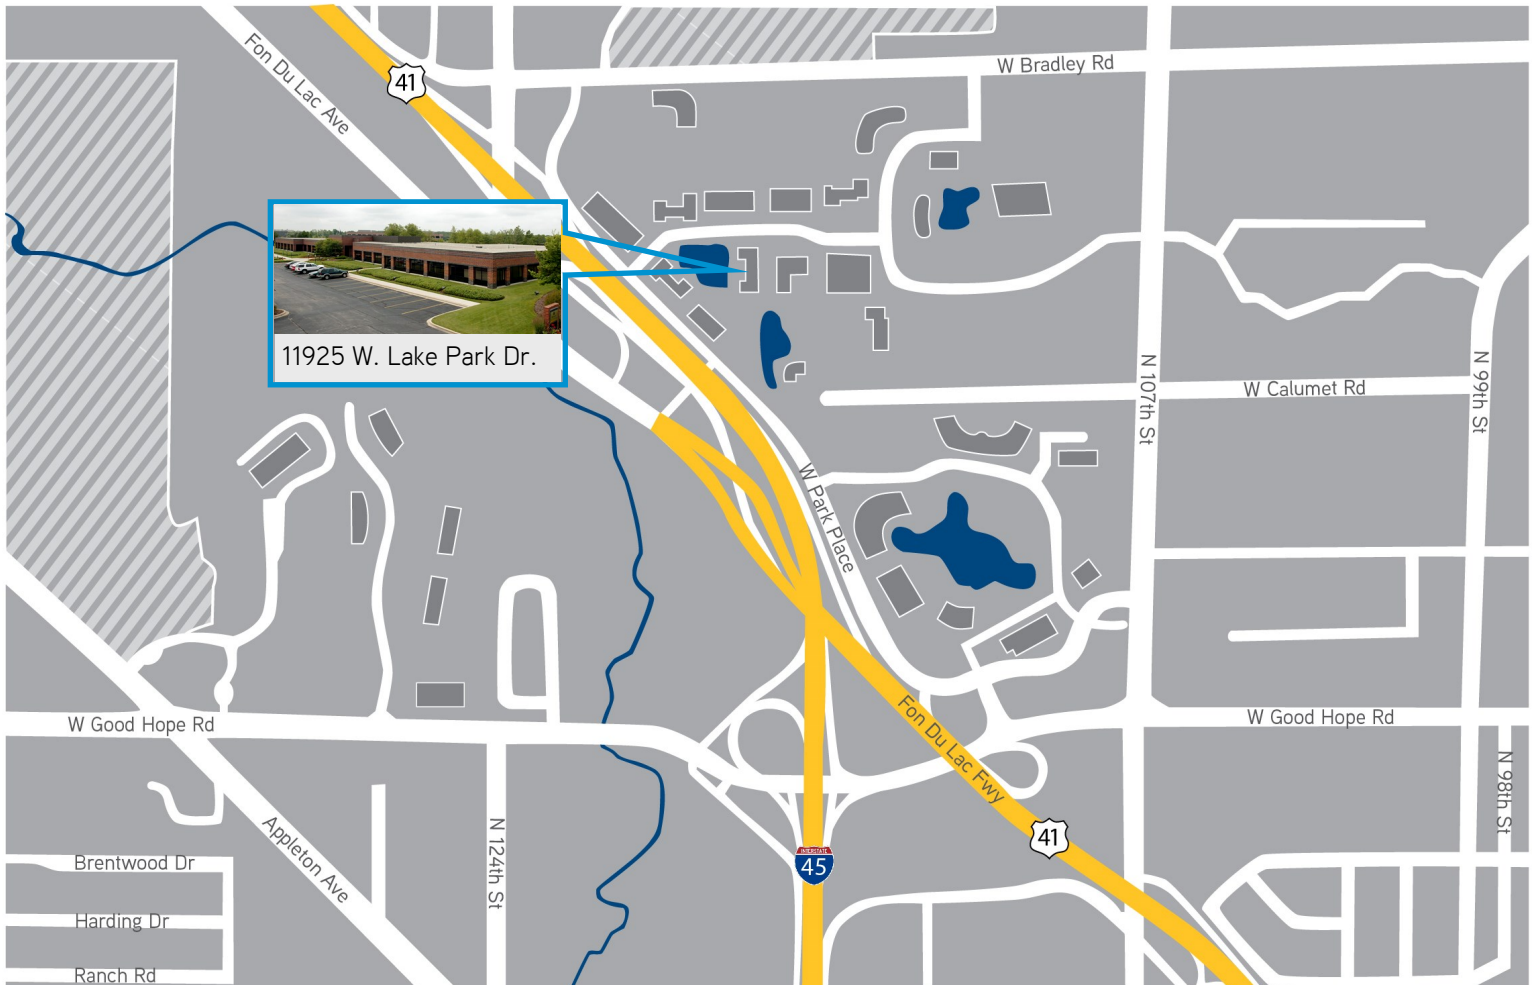 Fon Du Lac Ave
41
W Bradley Rd
11925 W. Lake Park Dr.
N 107th St
W Calumet Rd
N 99th St
W Park Place
W Good Hope Rd
Fon Du Lac Fwy
W Good Hope Rd
N 98th St
Appleton Ave
N 124th St
41
INTERSTATE
45
Brentwood Dr
Harding Dr
Ranch Rd